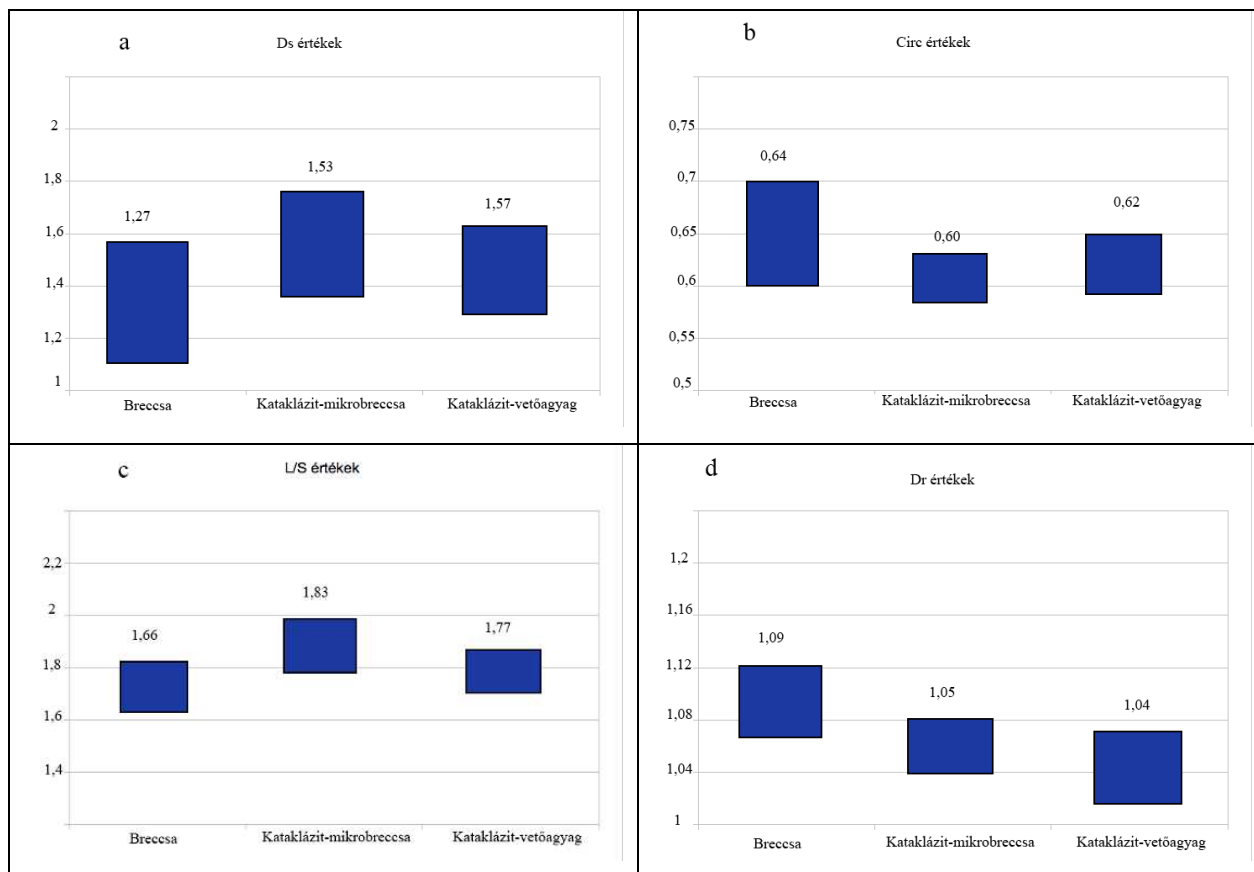 a
Ds értékek
2
1,8
1,6
1,4
1,2
1
1,27
1,53
1,57
Breccsa
Kataklázit-mikrobreccsa
Kataklázit-vetőagyag
b
Circ értékek
0,75
0,7
0,65
0,6
0,55
0,5
0,64
0,60
0,62
Breccsa
Kataklázit-mikrobreccsa
Kataklázit-vetőagyag
c
L/S értékek
2,2
2
1,8
1,6
1,4
1,66
1,83
1,77
Breccsa
Kataklázit-mikrobreccsa
Kataklázit-vetőagyag
d
Dr értékek
1,2
1,16
1,12
1,08
1,04
1
1,09
1,05
1,04
Breccsa
Kataklázit-mikrobreccsa
Kataklázit-vetőagyag